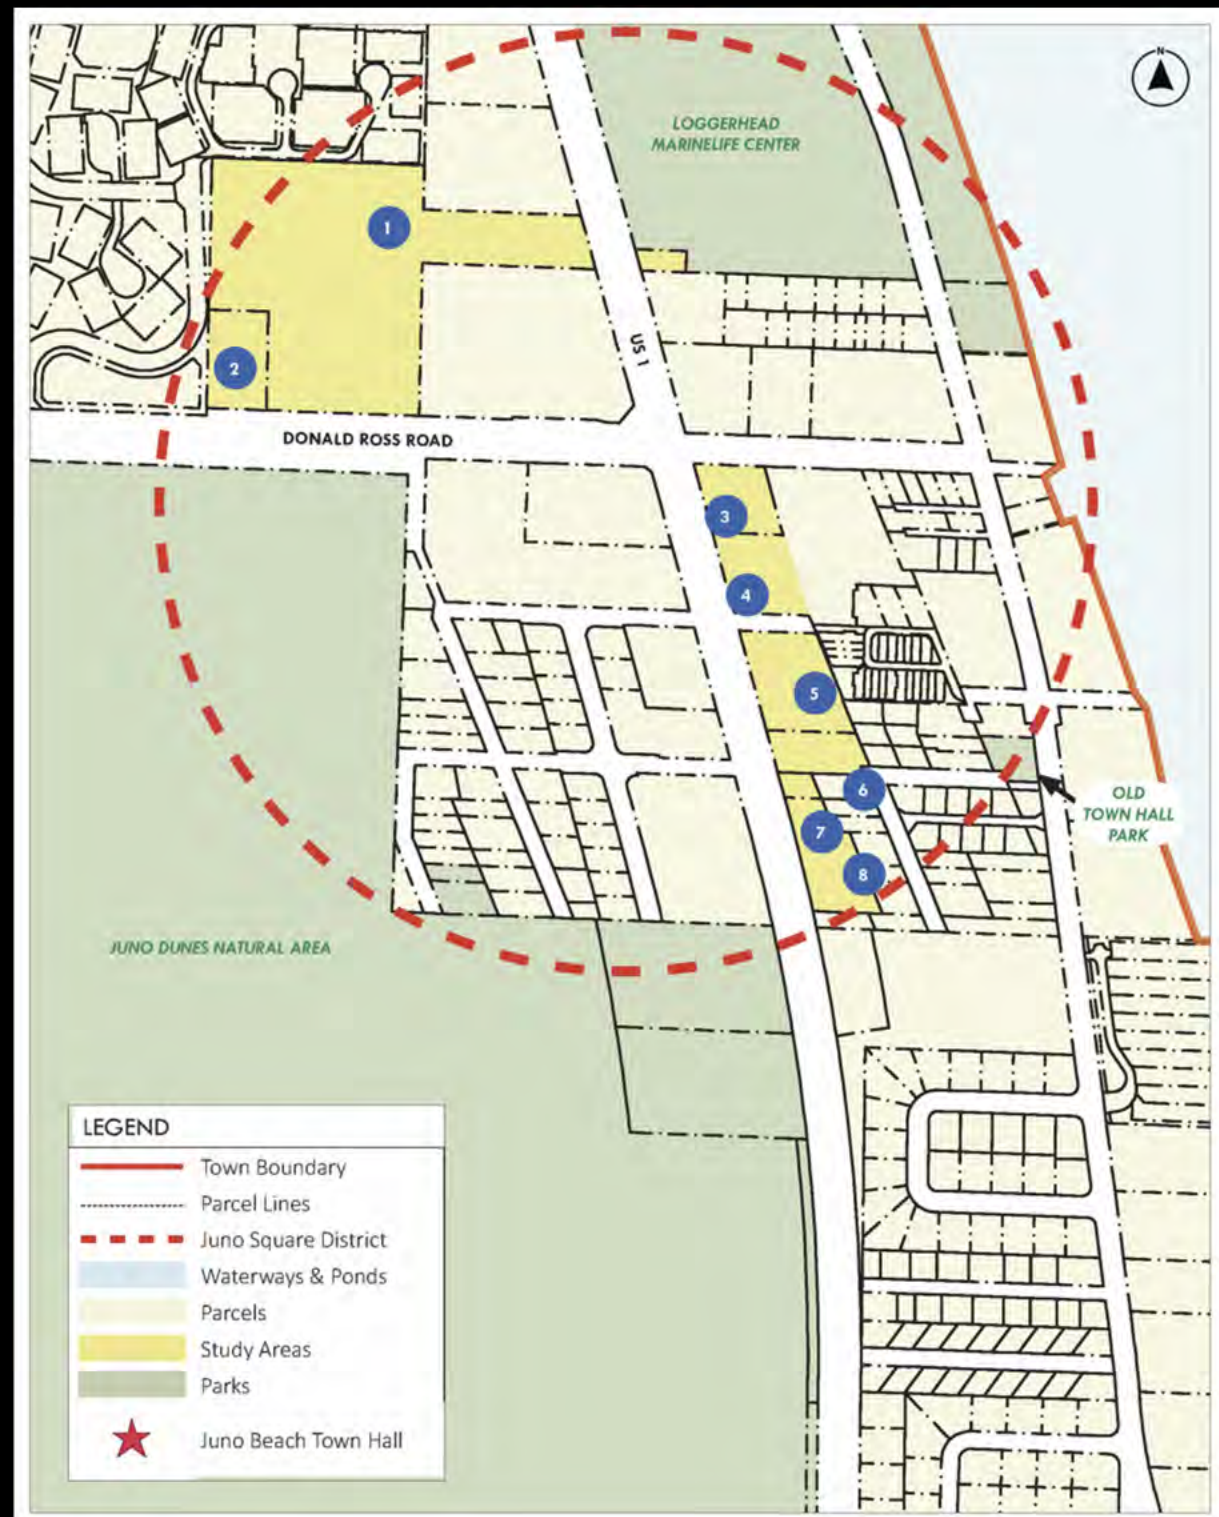 N
LOGGERHEAD
MARINELIFE CENTER
1
2
US 1
DONALD ROSS ROAD
3
4
5
6
7
8
OLD
TOWN HALL
PARK
JUNO DUNES NATURAL AREA
LEGEND
Town Boundary
Parcel Lines
Juno Square District
Waterways & Ponds
Parcels
Study Areas
Parks
Juno Beach Town Hall